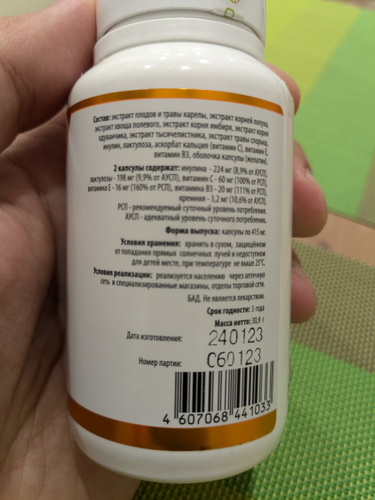 Состав: экстракт плодов и травы карелы, экстракт корней лопуха,
экстракт хвоща полевого, экстракт корня имбиря, экстракт корня
одуванчика, экстракт тысячелистника, экстракт травы спорыша,
инулин, лактулоза, аскорбат кальция (витамин С), витамин Е,
витамин В3, оболочка капсулы (желатин).
2 капсулы содержат: инулина - 224 мг (8,9% от АУСП),
лактулозы - 198 мг (9,9% от АУСП), витамина С - 60 мг (100% от РСП),
витамина Е - 16 мг (160% от РСП), витамина В3 - 20 мг (111% от РСП),
кремния - 3,2 мг (10,6% от АУСП).
РСП - рекомендуемый суточный уровень потребления.
АУСП - адекватный уровень суточного потребления.
Форма выпуска: капсулы по 415 мг.
Условия хранения: хранить в сухом, защищённом
от попадания прямых солнечных лучей и недоступном
для детей месте, при температуре не выше 25°С.
Условия реализации: реализуется населению через аптечную
сеть и специализированные магазины, отделы торговой сети.
БАД. Не является лекарством.
Срок годности: 3 года
Масса нетто: 30,9 г
Дата изготовления: 240123
Номер партии: 060123
4 607068 441033